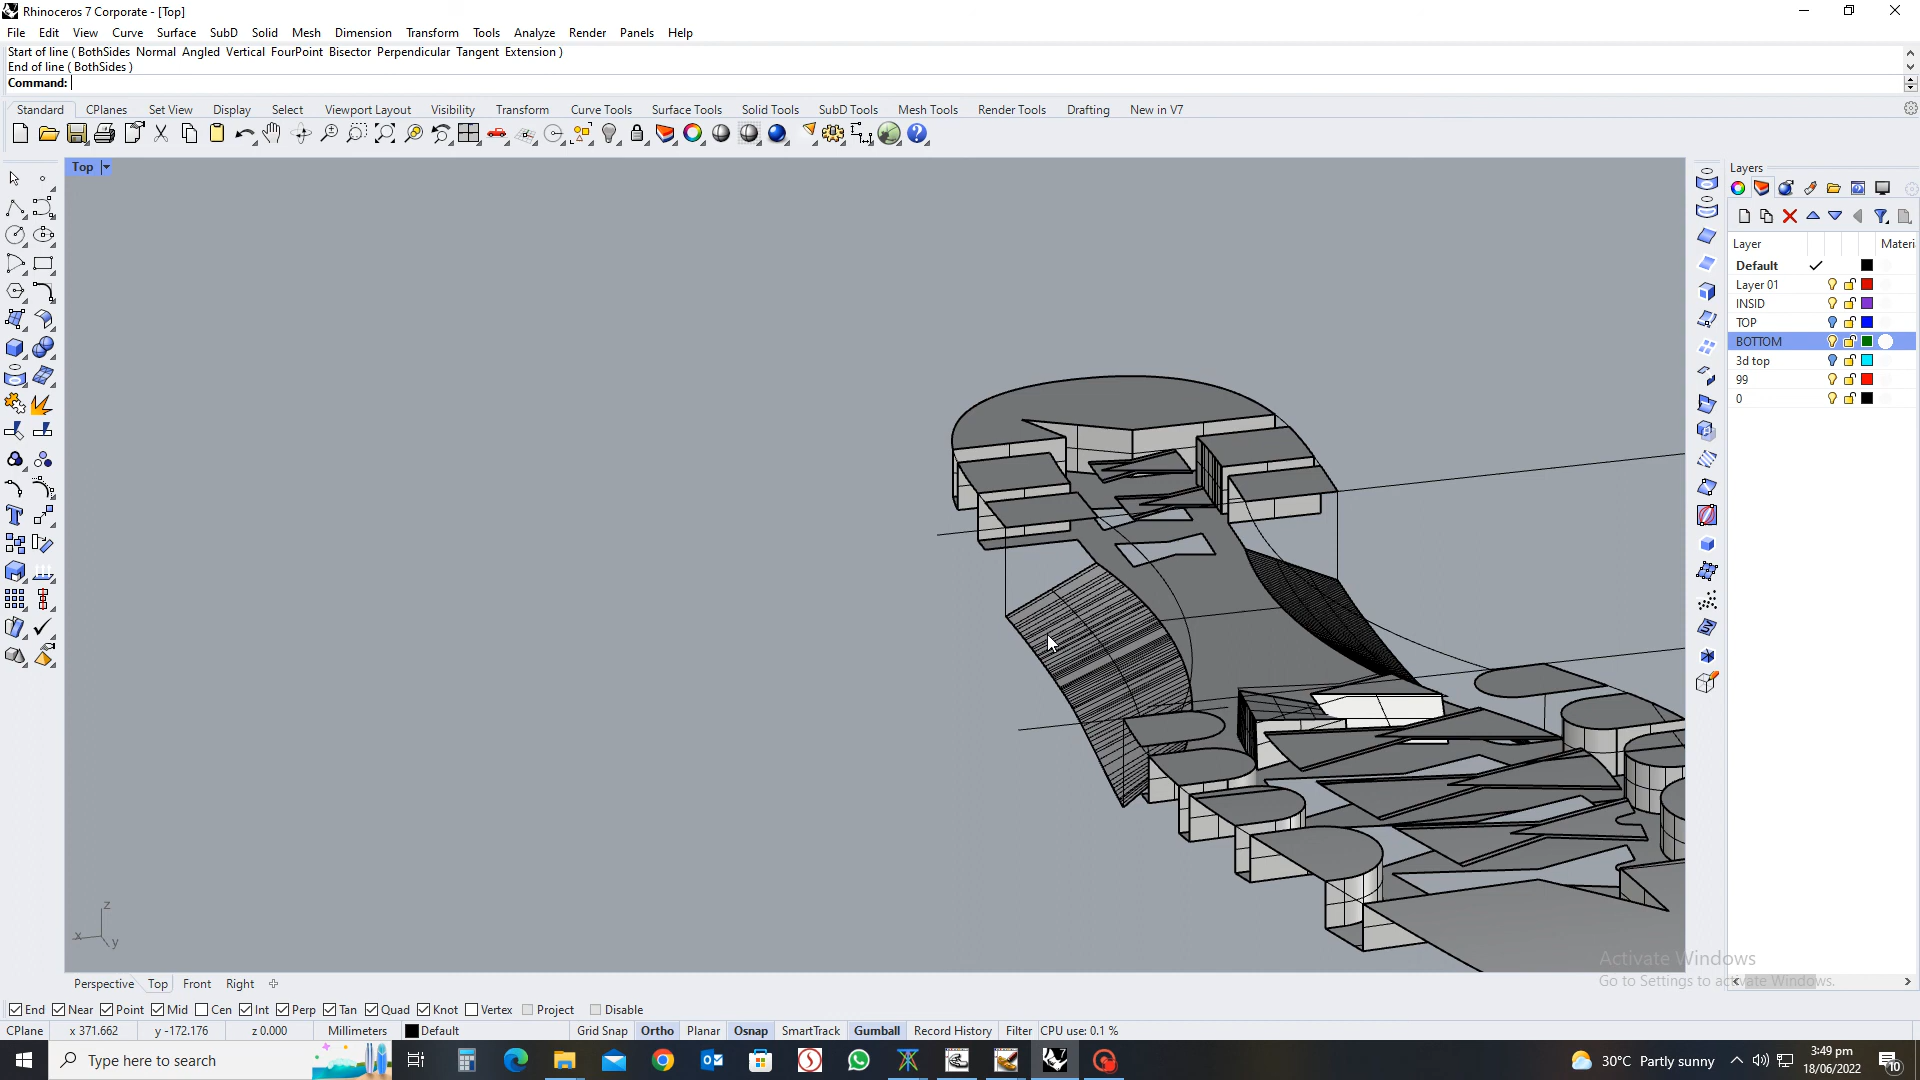 Rhinoceros 7 Corporate - [Top]
File Edit View Curve Surface SubD Solid Mesh Dimension Transform Tools Analyze Render Panels Help
Start of line ( BothSides Normal Angled Vertical FourPoint Bisector Perpendicular Tangent Extension )
End of line ( BothSides )
Command:
Standard CPlanes Set View Display Select Viewport Layout Visibility Transform Curve Tools Surface Tools Solid Tools SubD Tools Mesh Tools Render Tools Drafting New in V7
Top
Layers
Layer Materi
Default
Layer 01
INSID
TOP
BOTTOM
3d top
99
0
z
x
y
Activate Windows
Go to Settings to activate Windows.
Perspective Top Front Right
End Near Point Mid Cen Int Perp Tan Quad Knot Vertex Project Disable
CPlane x 371.662 y -172.176 z 0.000 Millimeters Default Grid Snap Ortho Planar Osnap SmartTrack Gumball Record History Filter CPU use: 0.1 %
Type here to search
30°C Partly sunny
3:49 pm
18/06/2022
10